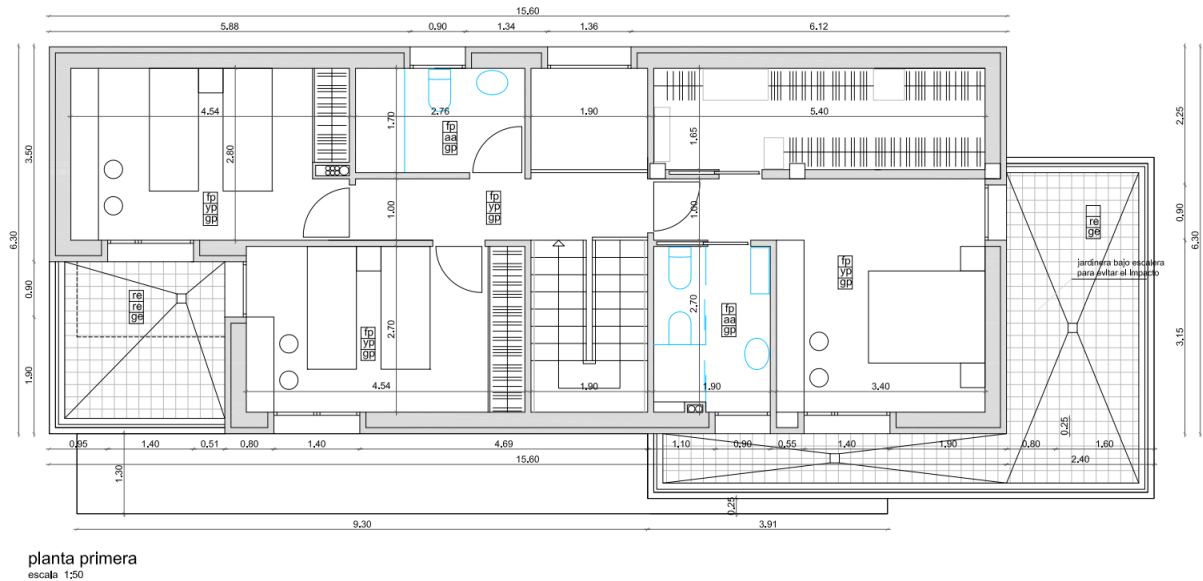 15.60
5.88 0.90 1.34 1.36 6.12
4.54 2.76 1.90 5.40
1.70 1.65
2.80
fp
aa
gp
fp
yp
gp
fp
yp
gp
1.00 1.00
3.50
6.30
0.90
1.90
2,25
0,90
6.30
3,15
re
ge
jardinera bajo escalera
para evitar el impacto
re
re
ge
fp
yp
gp
fp
yp
gp
fp
aa
gp
2.70 2.70
4.54 1.90 1.90 3.40
0.25
0.95 1.40 0.51 0.80 1.40 4.69 1.10 0.90 0.55 1.40 1.90 0.80 1.60
15.60 2.40
1.30
0.25
9.30 3.91
planta primera
escala 1:50